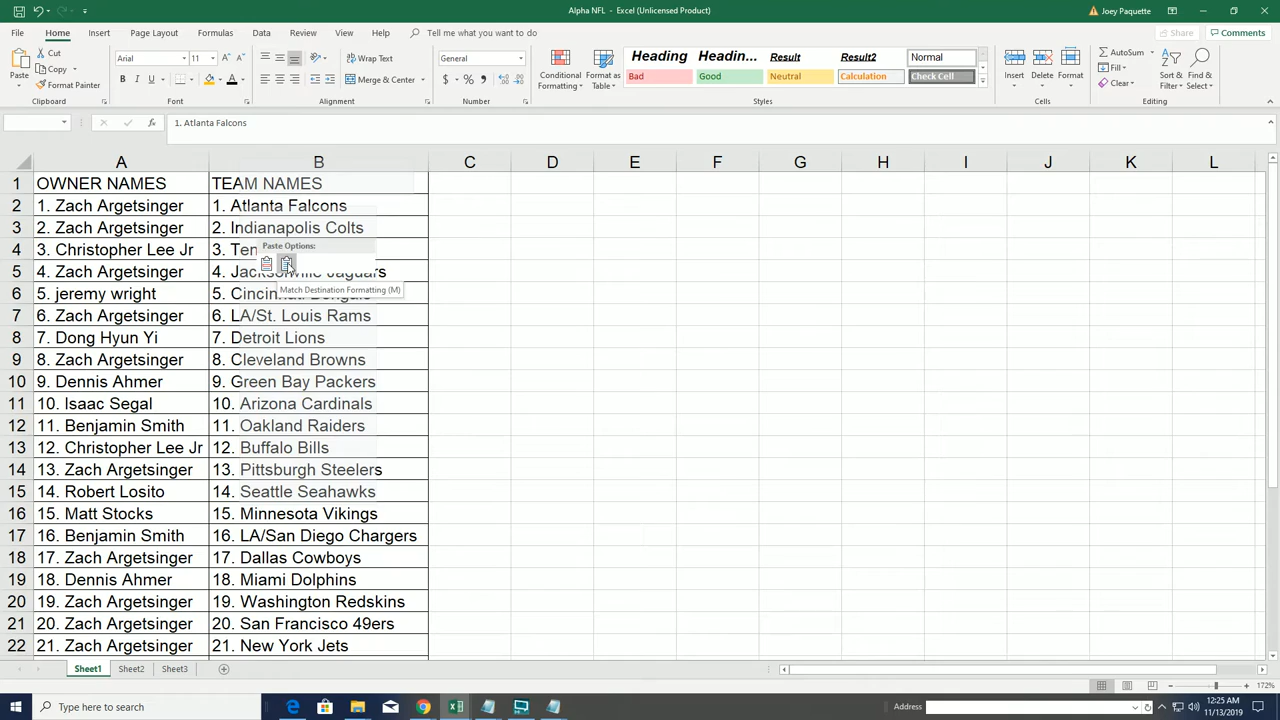 Alpha NFL - Excel (Unlicensed Product)
Joey Paquette
File Home Insert Page Layout Formulas Data Review View Help Tell me what you want to do Share Comments
Cut
Copy
Format Painter
Paste
Clipboard
Arial 11
B I U
Font
Wrap Text
Merge & Center
Alignment
General
$ % ,
Number
Conditional Formatting
Format as Table
Heading Headin... Result Result2 Normal
Bad Good Neutral Calculation Check Cell
Styles
Insert Delete Format
Cells
AutoSum
Fill
Clear
Sort & Filter
Find & Select
Editing
fx 1. Atlanta Falcons
A B C D E F G H I J K L
1 OWNER NAMES TEAM NAMES
2 1. Zach Argetsinger 1. Atlanta Falcons
3 2. Zach Argetsinger 2. Indianapolis Colts
4 3. Christopher Lee Jr 3. Ten
Paste Options:
5 4. Zach Argetsinger 4. Jacksonville Jaguars
Match Destination Formatting (M)
6 5. jeremy wright 5. Cincinnati Bengals
7 6. Zach Argetsinger 6. LA/St. Louis Rams
8 7. Dong Hyun Yi 7. Detroit Lions
9 8. Zach Argetsinger 8. Cleveland Browns
10 9. Dennis Ahmer 9. Green Bay Packers
11 10. Isaac Segal 10. Arizona Cardinals
12 11. Benjamin Smith 11. Oakland Raiders
13 12. Christopher Lee Jr 12. Buffalo Bills
14 13. Zach Argetsinger 13. Pittsburgh Steelers
15 14. Robert Losito 14. Seattle Seahawks
16 15. Matt Stocks 15. Minnesota Vikings
17 16. Benjamin Smith 16. LA/San Diego Chargers
18 17. Zach Argetsinger 17. Dallas Cowboys
19 18. Dennis Ahmer 18. Miami Dolphins
20 19. Zach Argetsinger 19. Washington Redskins
21 20. Zach Argetsinger 20. San Francisco 49ers
22 21. Zach Argetsinger 21. New York Jets
Sheet1 Sheet2 Sheet3
172%
Type here to search
Address
12:25 AM
11/13/2019